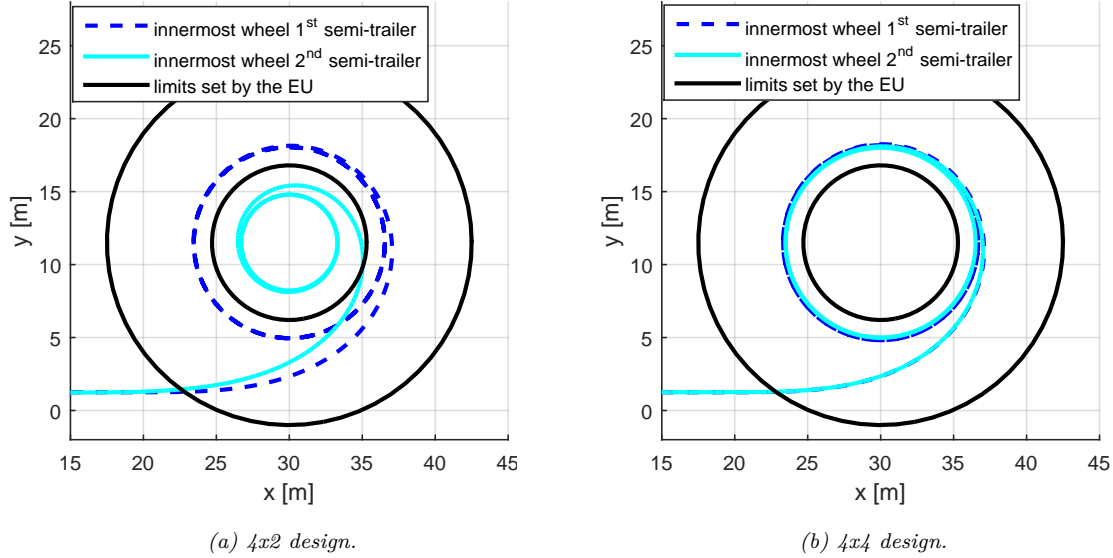 innermost wheel 1st semi-trailer
innermost wheel 2nd semi-trailer
limits set by the EU
25
20
15
10
5
0
y [m]
15 20 25 30 35 40 45
x [m]
(a) 4x2 design.
innermost wheel 1st semi-trailer
innermost wheel 2nd semi-trailer
limits set by the EU
25
20
15
10
5
0
y [m]
15 20 25 30 35 40 45
x [m]
(b) 4x4 design.